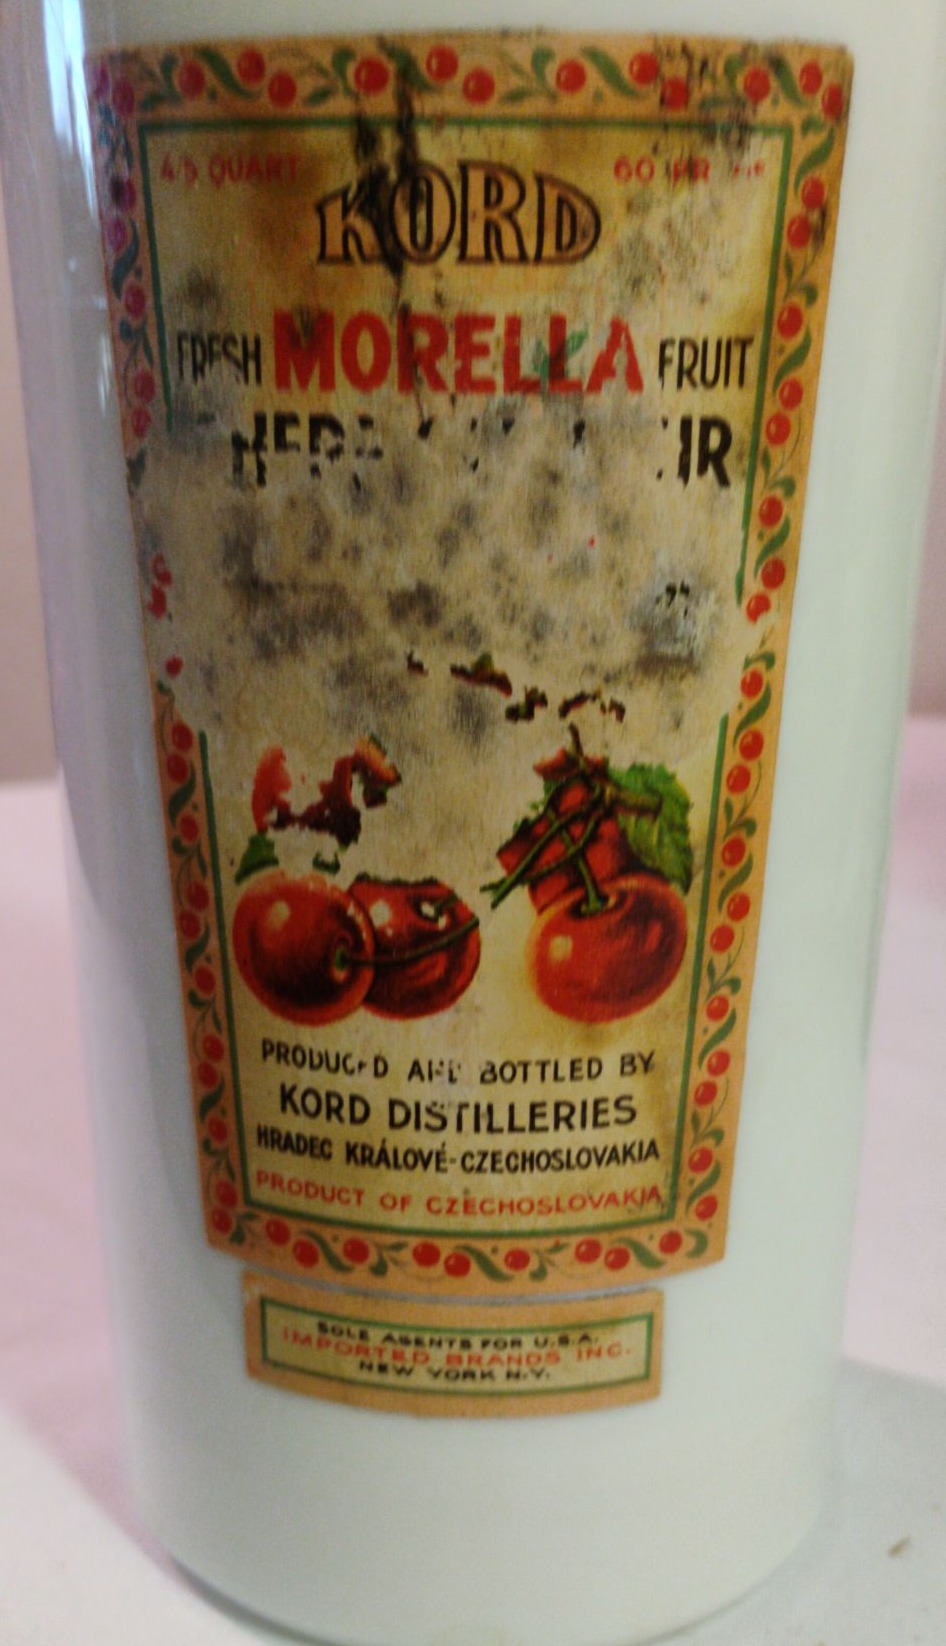 4/5 QUART
KORD
FRESH MORELLA FRUIT
PRODUCED AND BOTTLED BY
KORD DISTILLERIES
HRADEC KRÁLOVÉ-CZECHOSLOVAKIA
PRODUCT OF CZECHOSLOVAKIA
SOLE AGENTS FOR U.S.A.
IMPORTED BRANDS INC.
NEW YORK N.Y.